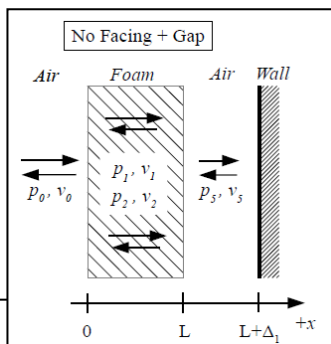 No Facing + Gap
Air Foam Air Wall
p₀, v₀
p₁, v₁
p₂, v₂
p₅, v₅
0 L L+Δ₁ +x